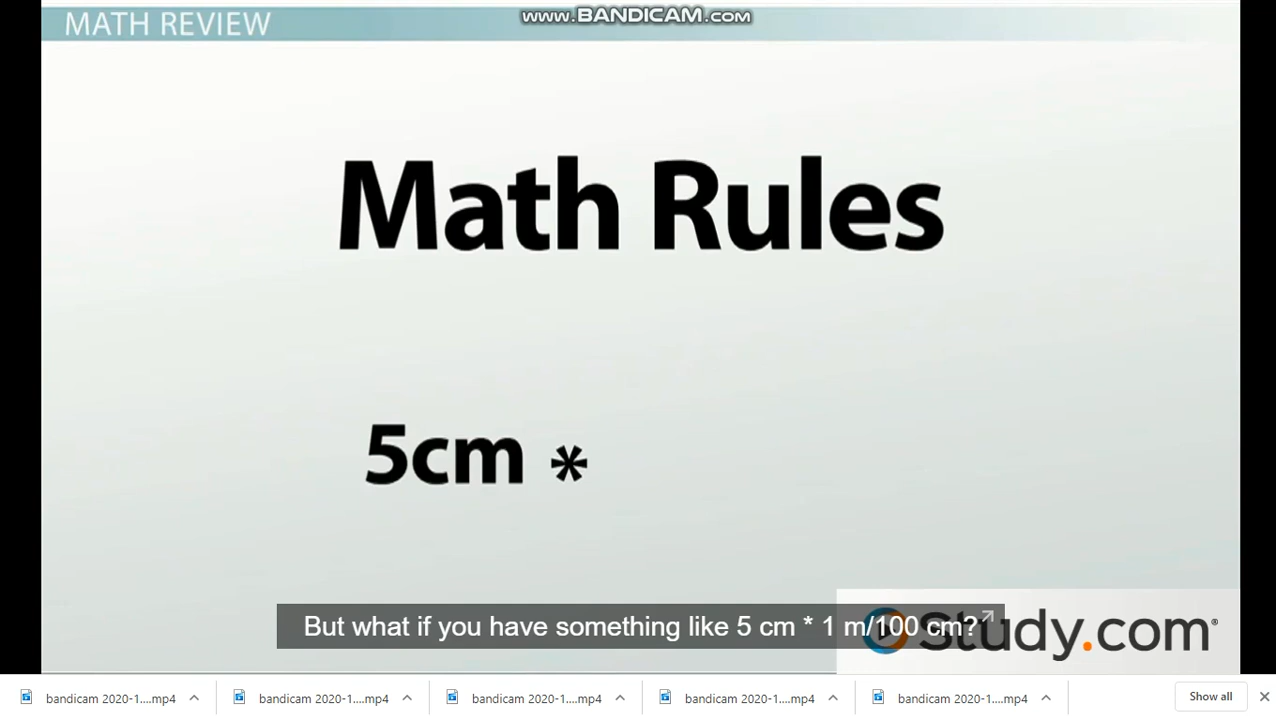 MATH REVIEW
www.BANDICAM.com
Math Rules
5cm *
But what if you have something like 5 cm * 1 m/100 cm?
Study.com
bandicam 2020-1....mp4
bandicam 2020-1....mp4
bandicam 2020-1....mp4
bandicam 2020-1....mp4
bandicam 2020-1....mp4
Show all